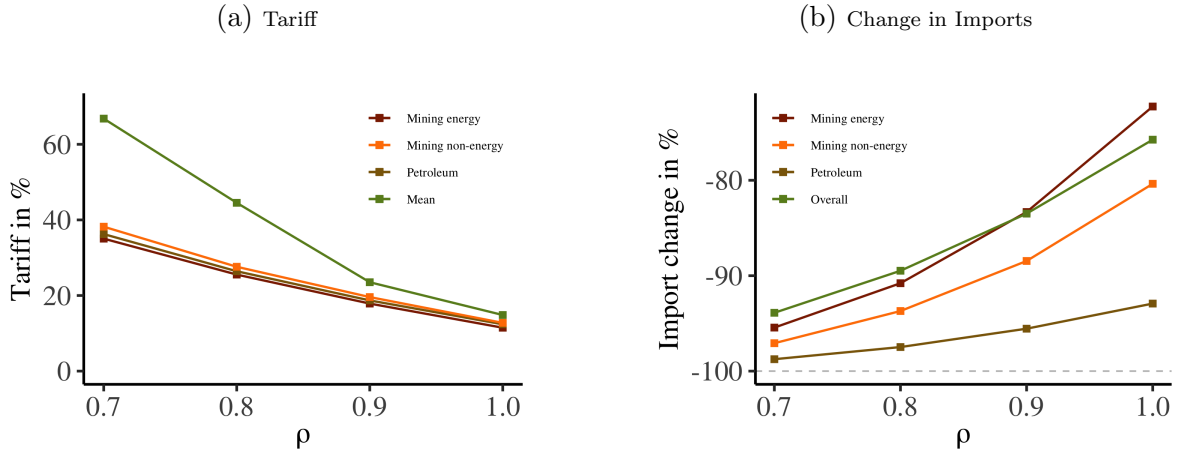 (a) Tariff
Tariff in %
60
40
20
0
Mining energy
Mining non-energy
Petroleum
Mean
0.7 0.8 0.9 1.0
ρ
(b) Change in Imports
Import change in %
-80
-90
-100
Mining energy
Mining non-energy
Petroleum
Overall
0.7 0.8 0.9 1.0
ρ